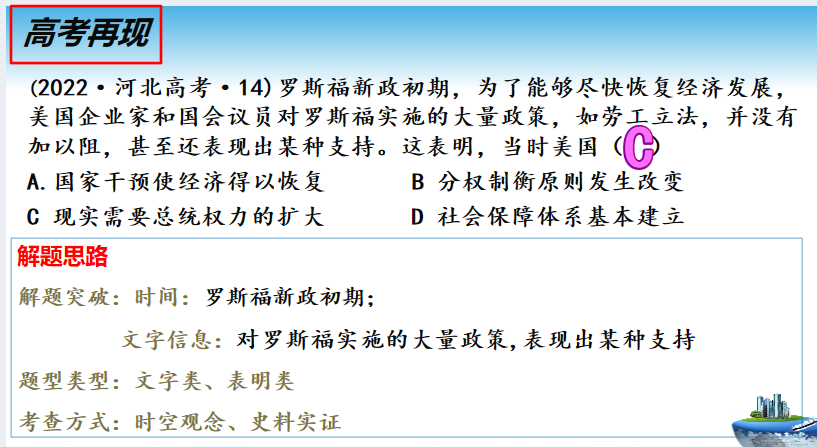 高考再现
(2022·河北高考·14)罗斯福新政初期，为了能够尽快恢复经济发展，
美国企业家和国会议员对罗斯福实施的大量政策，如劳工立法，并没有
加以阻，甚至还表现出某种支持。这表明，当时美国（C）
A.国家干预使经济得以恢复 B 分权制衡原则发生改变
C 现实需要总统权力的扩大 D 社会保障体系基本建立
解题思路
解题突破：时间：罗斯福新政初期；
文字信息：对罗斯福实施的大量政策,表现出某种支持
题型类型：文字类、表明类
考查方式：时空观念、史料实证